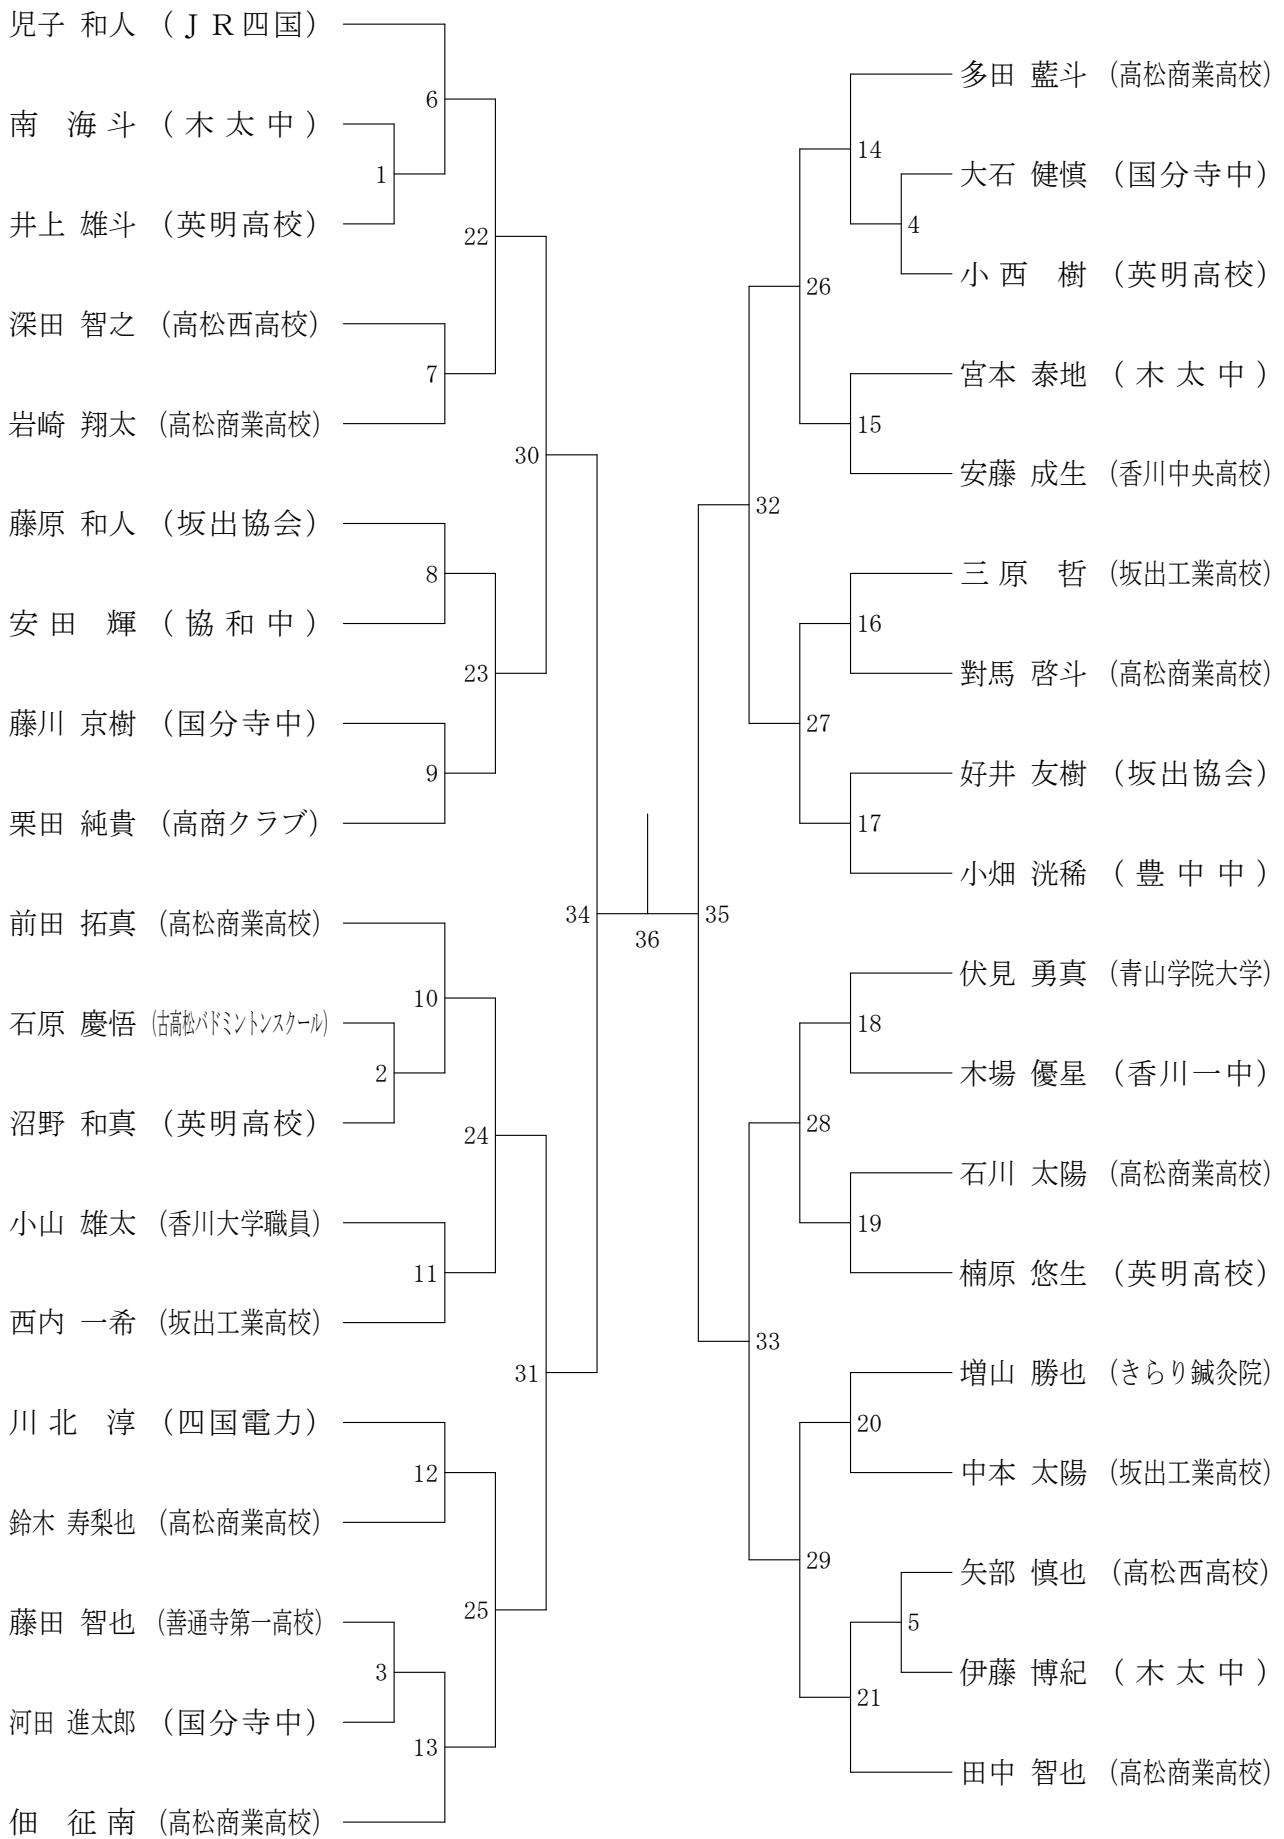 児子 和人 (ＪＲ四国)
南 海斗 (木太中)
井上 雄斗 (英明高校)
深田 智之 (高松西高校)
岩崎 翔太 (高松商業高校)
藤原 和人 (坂出協会)
安田 輝 (協和中)
藤川 京樹 (国分寺中)
栗田 純貴 (高商クラブ)
前田 拓真 (高松商業高校)
石原 慶悟 (古高松バドミントンスクール)
沼野 和真 (英明高校)
小山 雄太 (香川大学職員)
西内 一希 (坂出工業高校)
川北 淳 (四国電力)
鈴木 寿梨也 (高松商業高校)
藤田 智也 (善通寺第一高校)
河田 進太郎 (国分寺中)
佃 征南 (高松商業高校)
1
2
3
6
7
8
9
10
11
12
13
22
23
24
25
30
31
34
36
35
32
33
26
27
28
29
14
15
16
17
18
19
20
21
4
5
多田 藍斗 (高松商業高校)
大石 健慎 (国分寺中)
小西 樹 (英明高校)
宮本 泰地 (木太中)
安藤 成生 (香川中央高校)
三原 哲 (坂出工業高校)
對馬 啓斗 (高松商業高校)
好井 友樹 (坂出協会)
小畑 洸稀 (豊中中)
伏見 勇真 (青山学院大学)
木場 優星 (香川一中)
石川 太陽 (高松商業高校)
楠原 悠生 (英明高校)
増山 勝也 (きらり鍼灸院)
中本 太陽 (坂出工業高校)
矢部 慎也 (高松西高校)
伊藤 博紀 (木太中)
田中 智也 (高松商業高校)